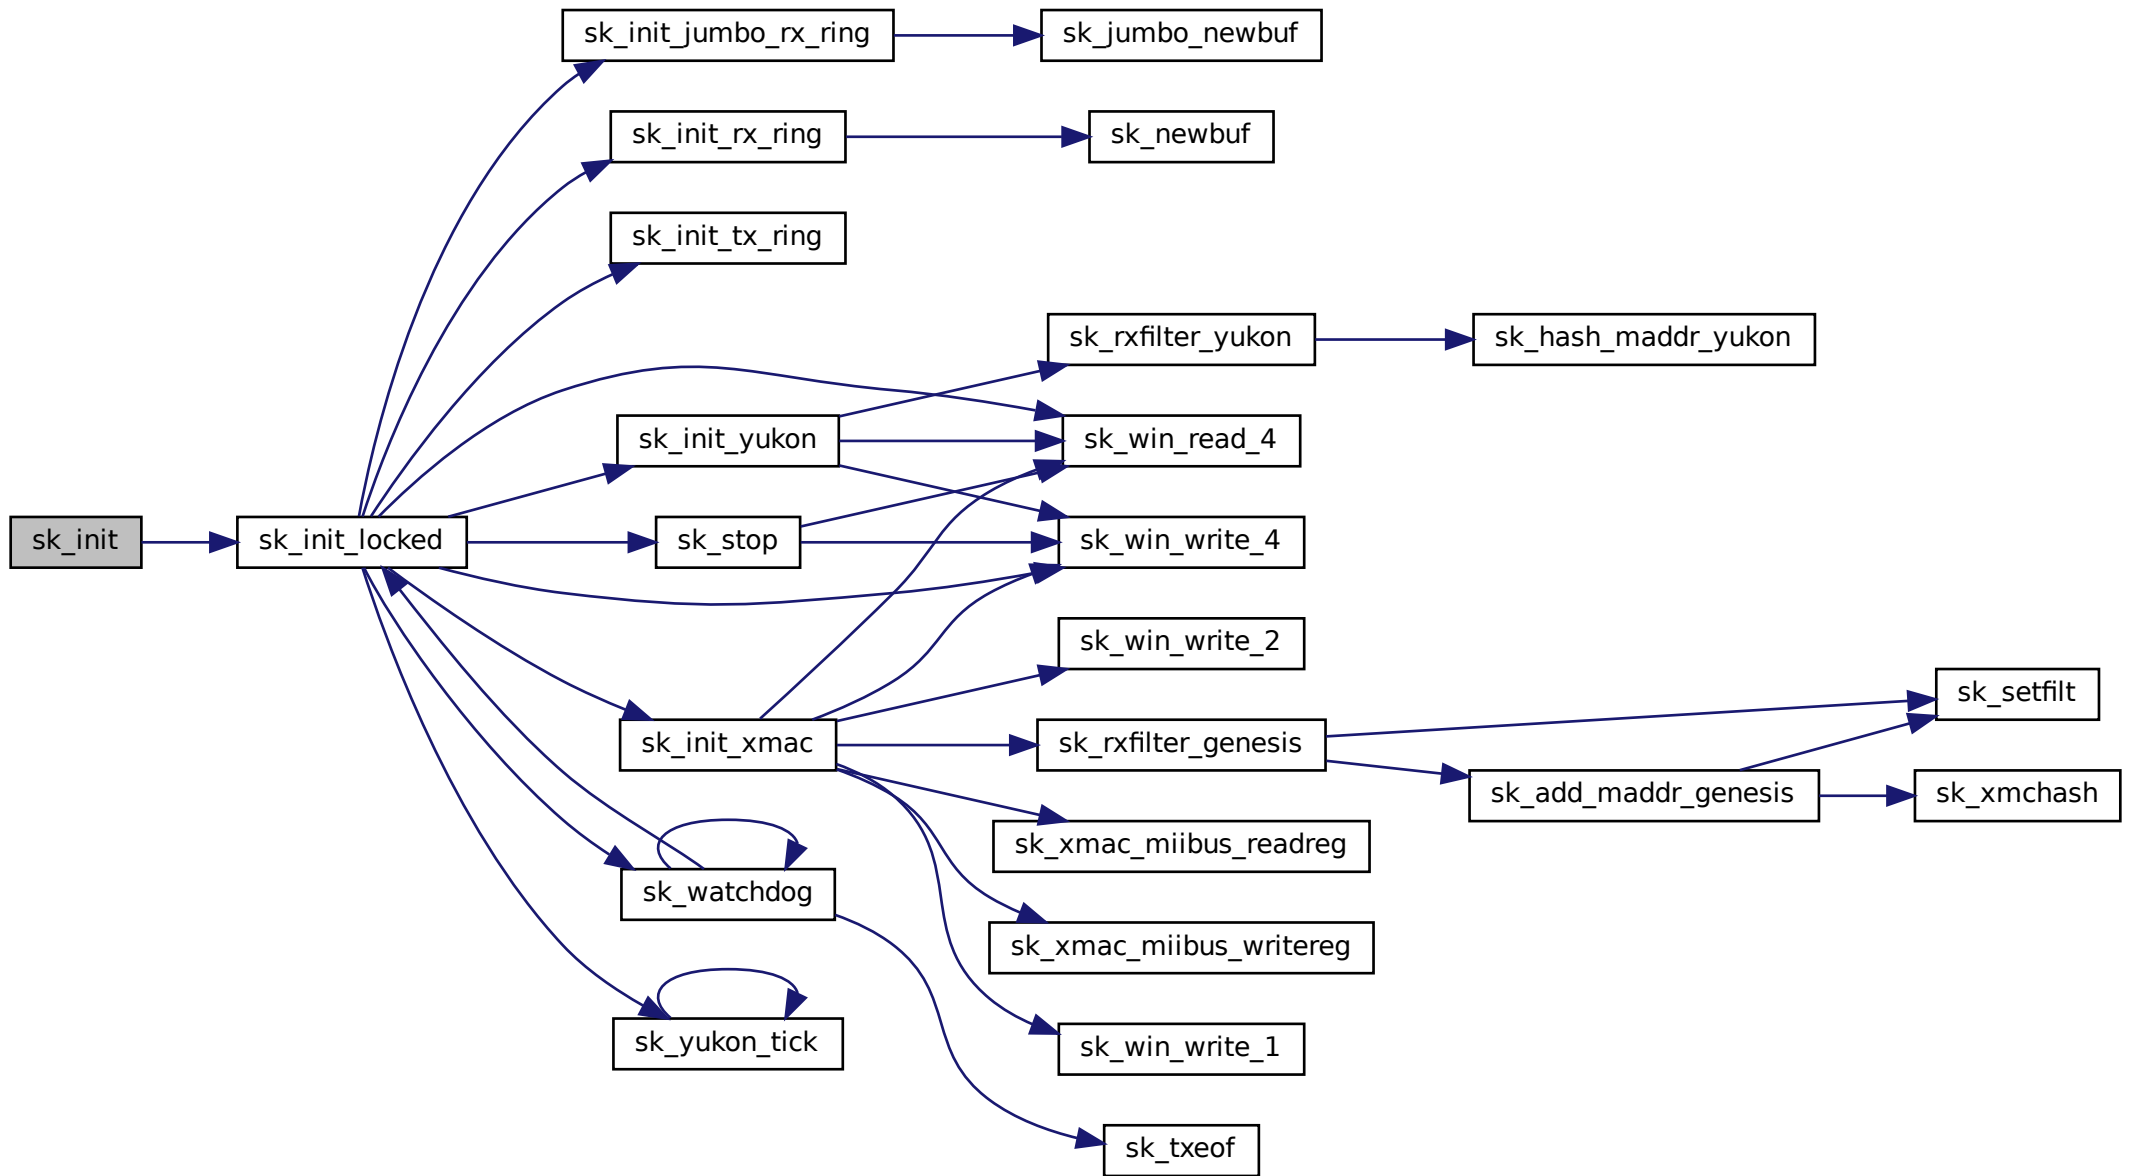 sk_init_jumbo_rx_ring
sk_jumbo_newbuf
sk_init_rx_ring
sk_newbuf
sk_init_tx_ring
sk_rxfilter_yukon
sk_hash_maddr_yukon
sk_init_yukon
sk_win_read_4
sk_init
sk_init_locked
sk_stop
sk_win_write_4
sk_win_write_2
sk_setfilt
sk_init_xmac
sk_rxfilter_genesis
sk_add_maddr_genesis
sk_xmchash
sk_xmac_miibus_readreg
sk_watchdog
sk_xmac_miibus_writereg
sk_yukon_tick
sk_win_write_1
sk_txeof